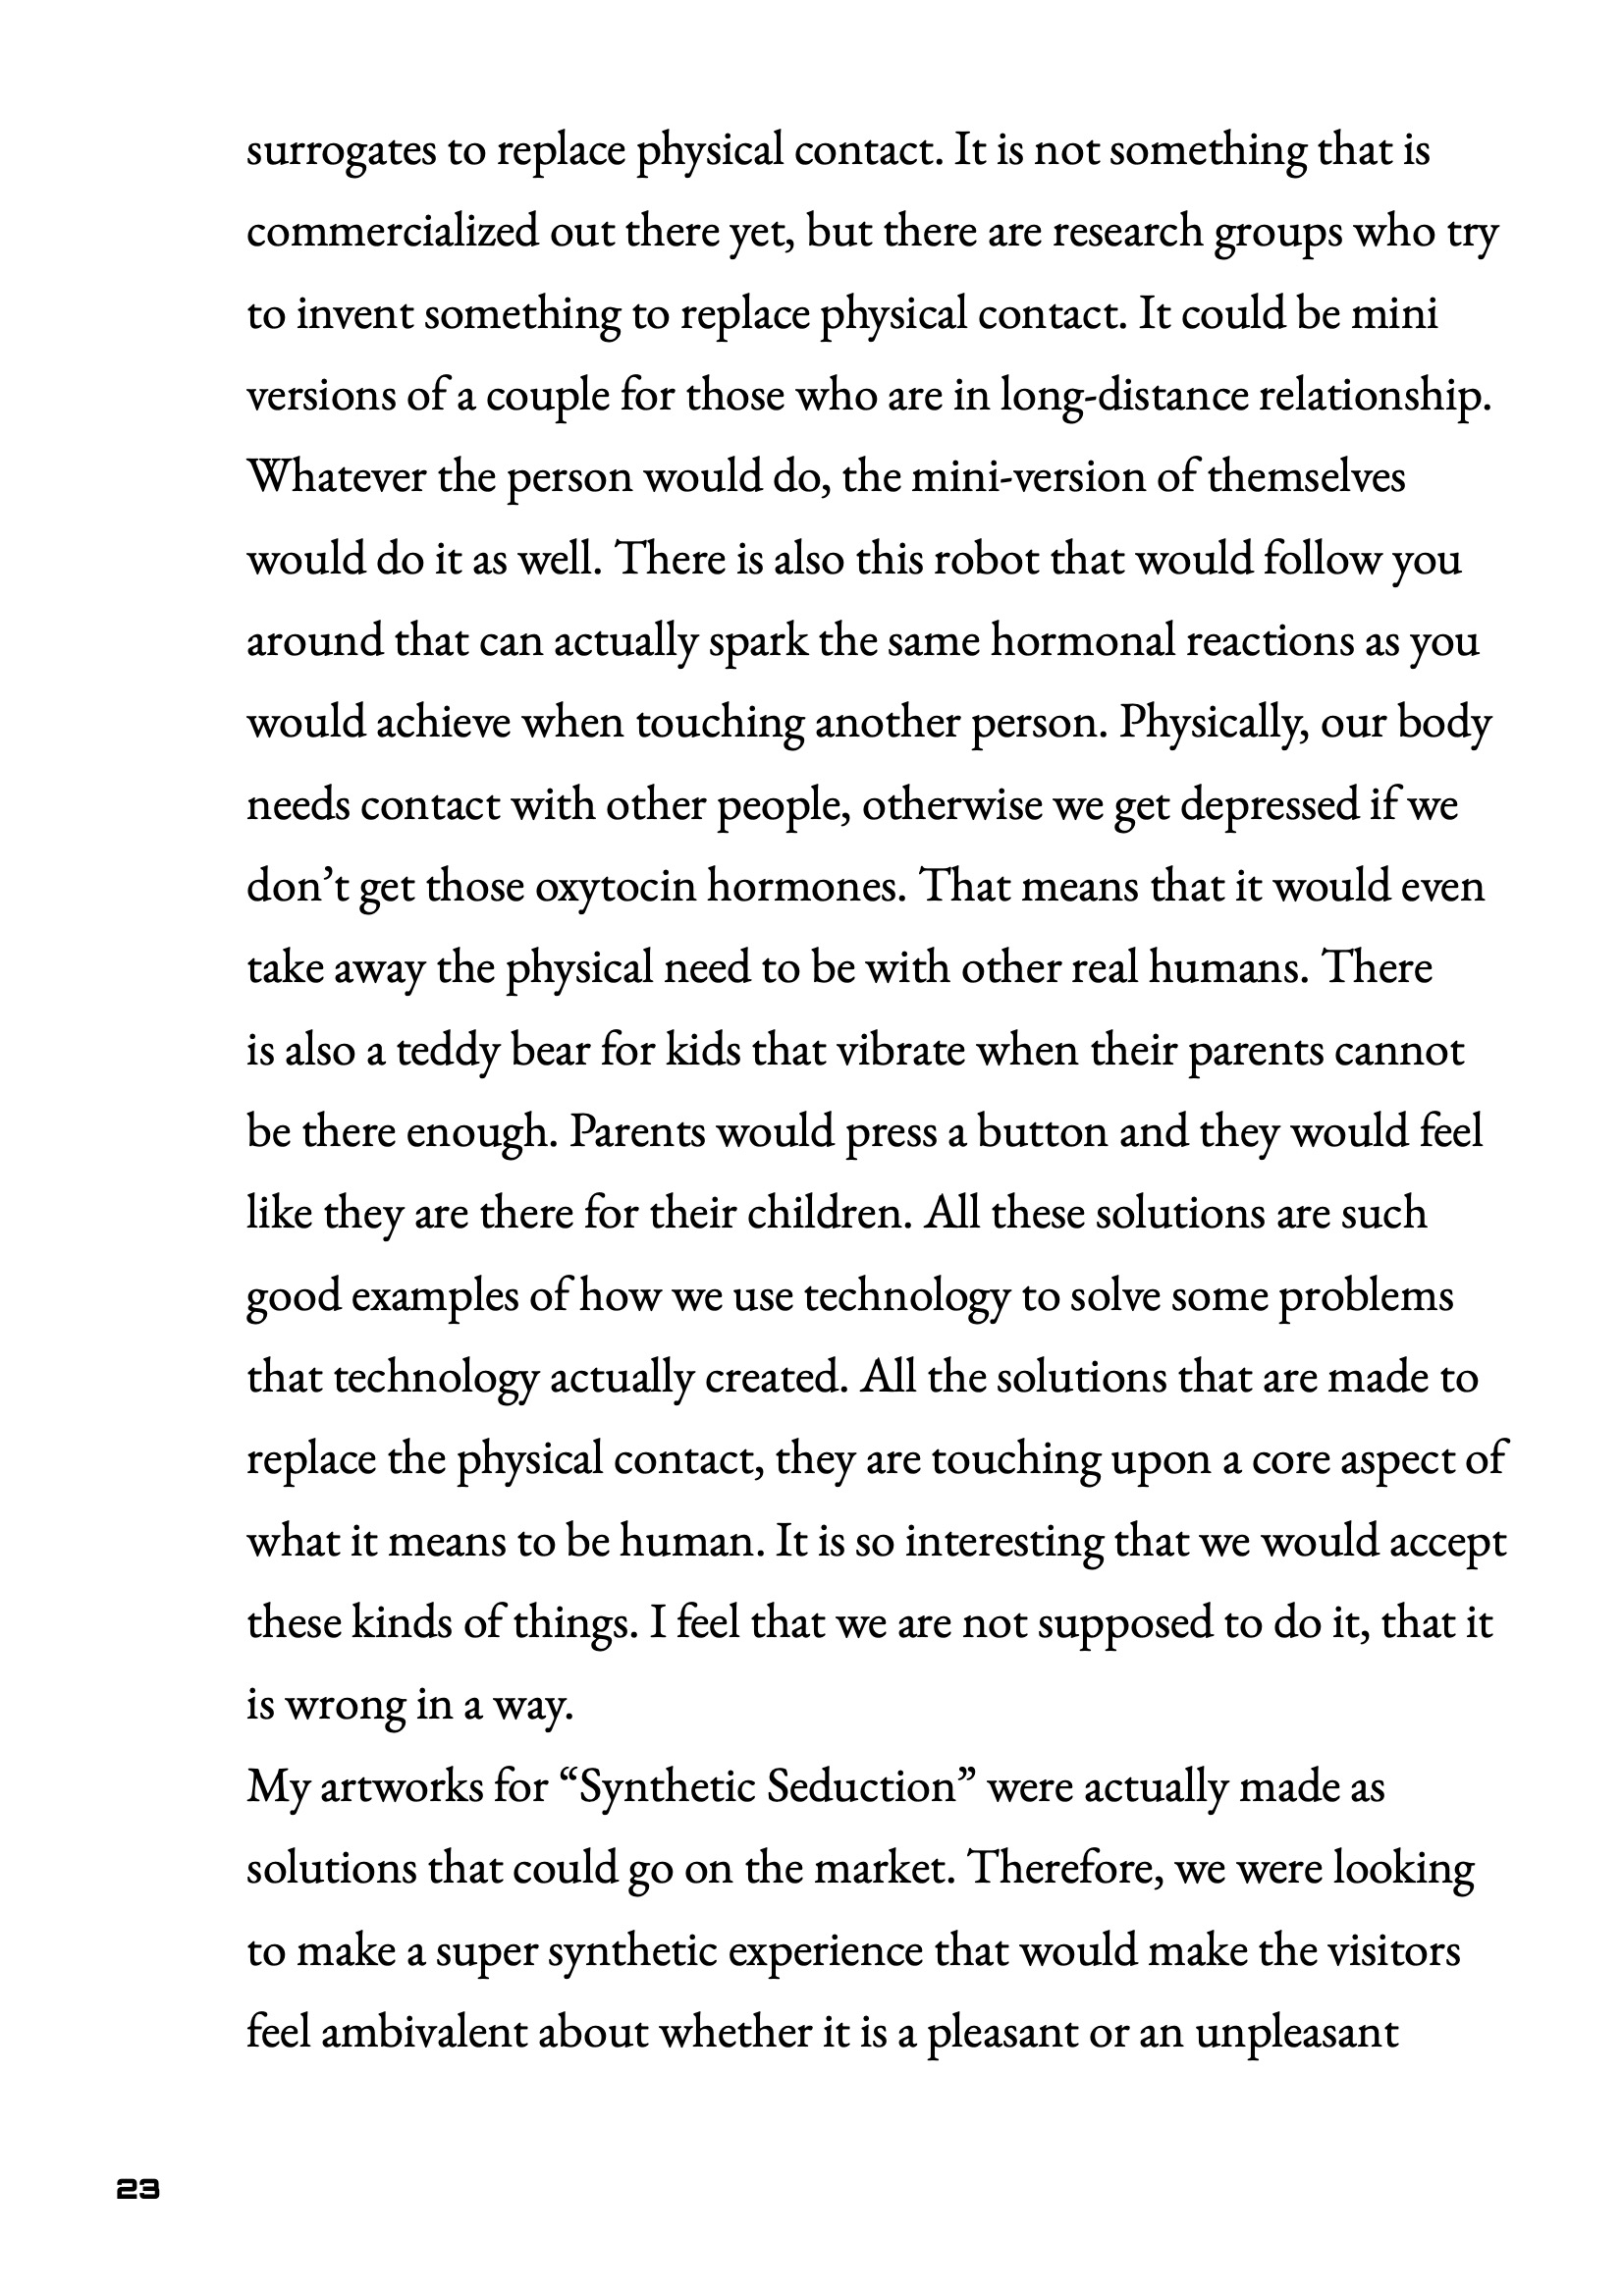 surrogates to replace physical contact. It is not something that is
commercialized out there yet, but there are research groups who try
to invent something to replace physical contact. It could be mini
versions of a couple for those who are in long-distance relationship.
Whatever the person would do, the mini-version of themselves
would do it as well. There is also this robot that would follow you
around that can actually spark the same hormonal reactions as you
would achieve when touching another person. Physically, our body
needs contact with other people, otherwise we get depressed if we
don’t get those oxytocin hormones. That means that it would even
take away the physical need to be with other real humans. There
is also a teddy bear for kids that vibrate when their parents cannot
be there enough. Parents would press a button and they would feel
like they are there for their children. All these solutions are such
good examples of how we use technology to solve some problems
that technology actually created. All the solutions that are made to
replace the physical contact, they are touching upon a core aspect of
what it means to be human. It is so interesting that we would accept
these kinds of things. I feel that we are not supposed to do it, that it
is wrong in a way.
My artworks for “Synthetic Seduction” were actually made as
solutions that could go on the market. Therefore, we were looking
to make a super synthetic experience that would make the visitors
feel ambivalent about whether it is a pleasant or an unpleasant
23